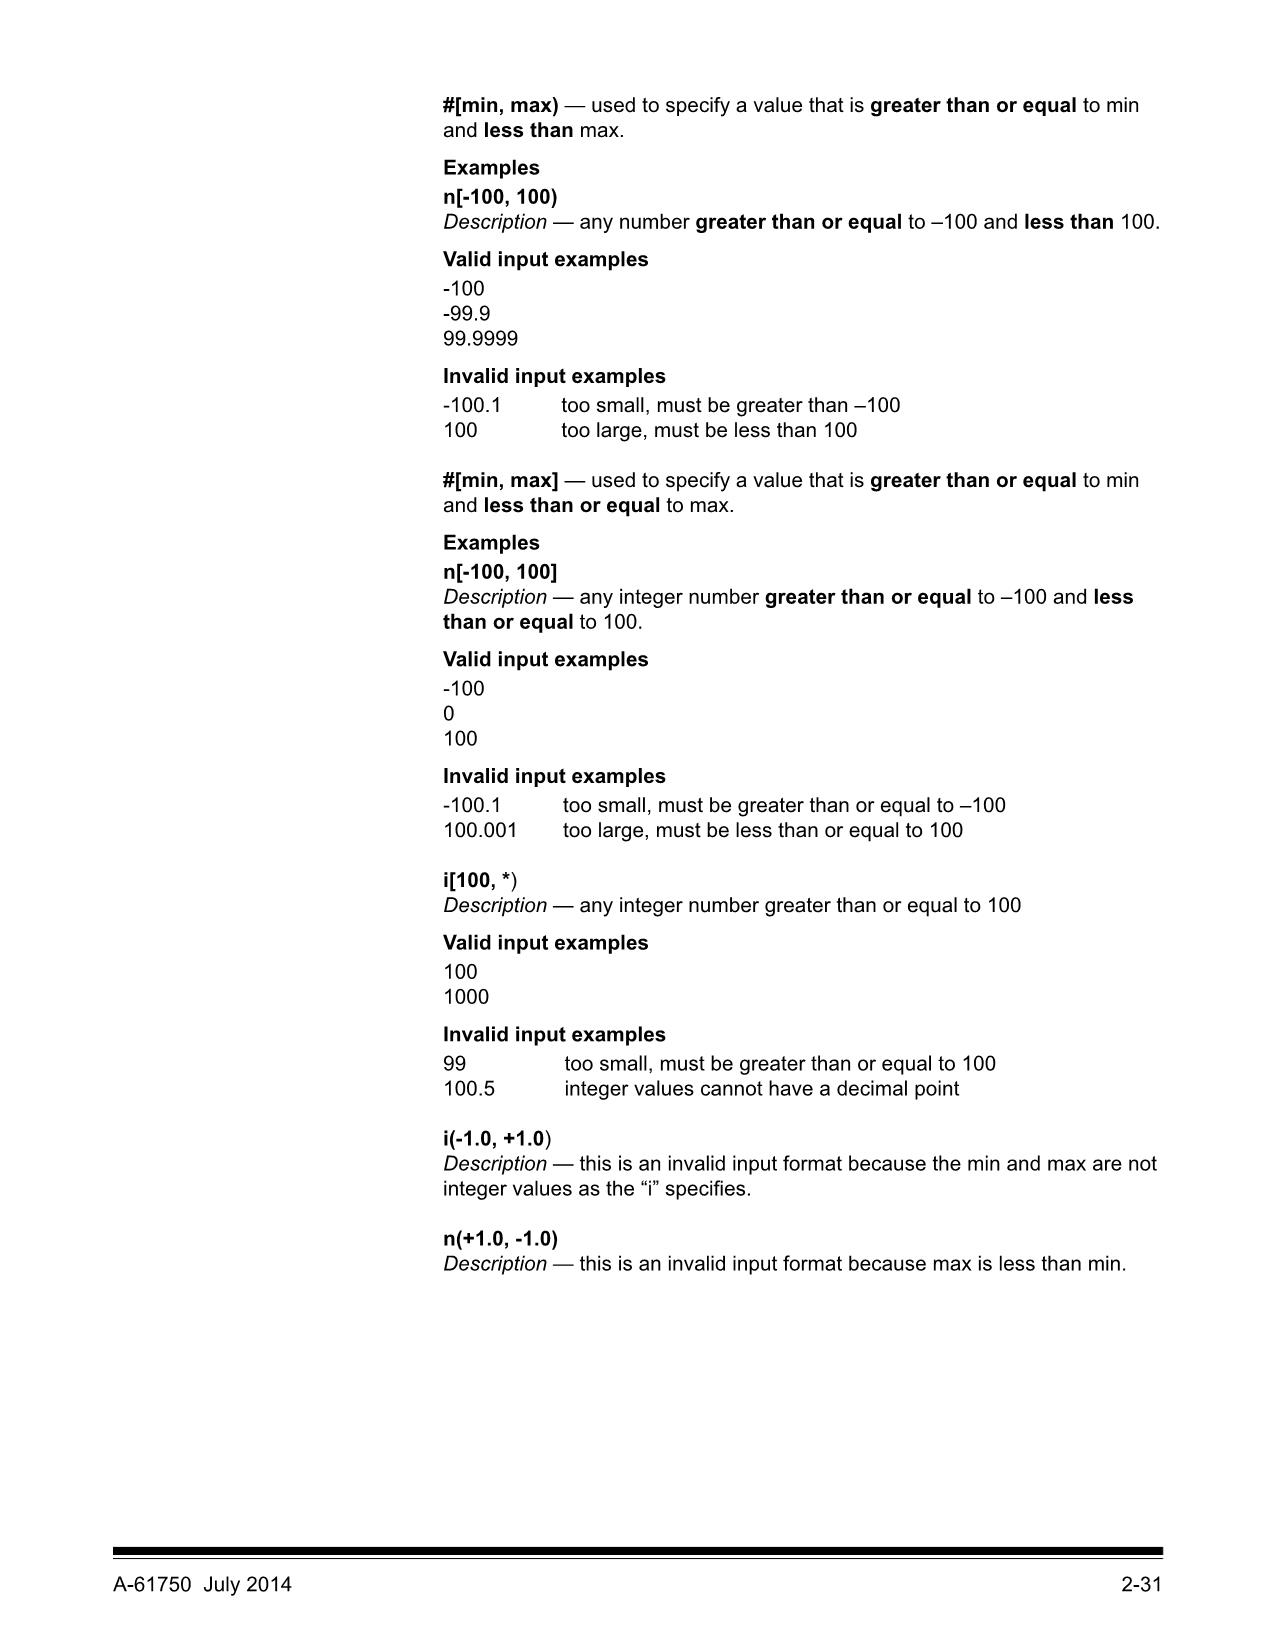 #[min, max) — used to specify a value that is greater than or equal to min
and less than max.
Examples
n[-100, 100)
Description — any number greater than or equal to –100 and less than 100.
Valid input examples
-100
-99.9
99.9999
Invalid input examples
-100.1 too small, must be greater than –100
100 too large, must be less than 100
#[min, max] — used to specify a value that is greater than or equal to min
and less than or equal to max.
Examples
n[-100, 100]
Description — any integer number greater than or equal to –100 and less
than or equal to 100.
Valid input examples
-100
0
100
Invalid input examples
-100.1 too small, must be greater than or equal to –100
100.001 too large, must be less than or equal to 100
i[100, *)
Description — any integer number greater than or equal to 100
Valid input examples
100
1000
Invalid input examples
99 too small, must be greater than or equal to 100
100.5 integer values cannot have a decimal point
i(-1.0, +1.0)
Description — this is an invalid input format because the min and max are not
integer values as the “i” specifies.
n(+1.0, -1.0)
Description — this is an invalid input format because max is less than min.
A-61750 July 2014 2-31